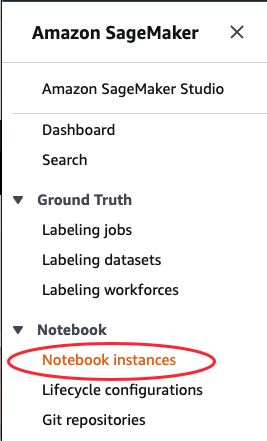 Amazon SageMaker
Amazon SageMaker Studio
Dashboard
Search
Ground Truth
Labeling jobs
Labeling datasets
Labeling workforces
Notebook
Notebook instances
Lifecycle configurations
Git repositories